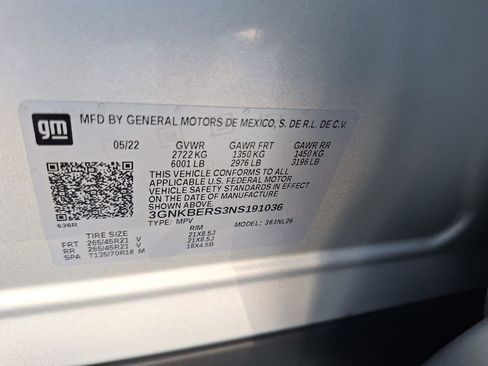 gm MFD BY GENERAL MOTORS DE MEXICO, S. DE R.L. DE C.V.
05/22 GVWR GAWR FRT GAWR RR
2722 KG 1350 KG 1450 KG
6001 LB 2976 LB 3196 LB
THIS VEHICLE CONFORMS TO ALL
APPLICABLE U.S. FEDERAL MOTOR
VEHICLE SAFETY STANDARDS IN
EFFECT ON THE DATE OF MANUFACTURE
SHOWN ABOVE.
3GNKBERS3NS191036
636R TYPE: MPV MODEL: 361NL26
TIRE SIZE RIM
FRT 265/45R21 V 21X8.5J
RR 265/45R21 V 21X8.5J
SPA T135/70R18 M 18X4.5B